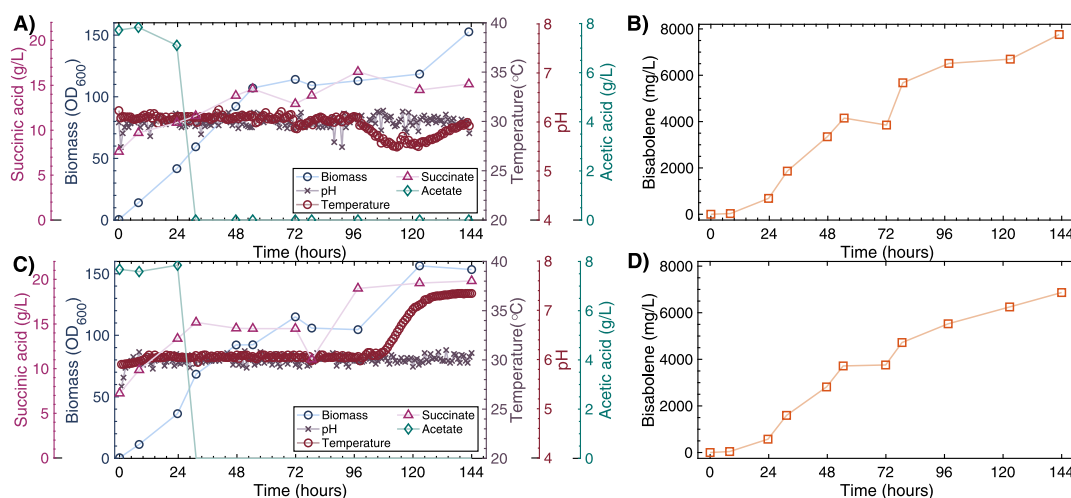 A)
Succinic acid (g/L)
0
5
10
15
20
Biomass (OD600)
0
50
100
150
Biomass
Succinate
pH
Acetate
Temperature
0 24 48 72 96 120 144
Time (hours)
Temperature(°C)
20
25
30
35
40
pH
4
5
6
7
8
Acetic acid (g/L)
0
2
4
6
8
B)
Bisabolene (mg/L)
0
2000
4000
6000
8000
0 24 48 72 96 120 144
Time (hours)
C)
Succinic acid (g/L)
0
5
10
15
20
Biomass (OD600)
0
50
100
150
Biomass
Succinate
pH
Acetate
Temperature
0 24 48 72 96 120 144
Time (hours)
Temperature(°C)
20
25
30
35
40
pH
4
5
6
7
8
Acetic acid (g/L)
0
2
4
6
8
D)
Bisabolene (mg/L)
0
2000
4000
6000
8000
0 24 48 72 96 120 144
Time (hours)